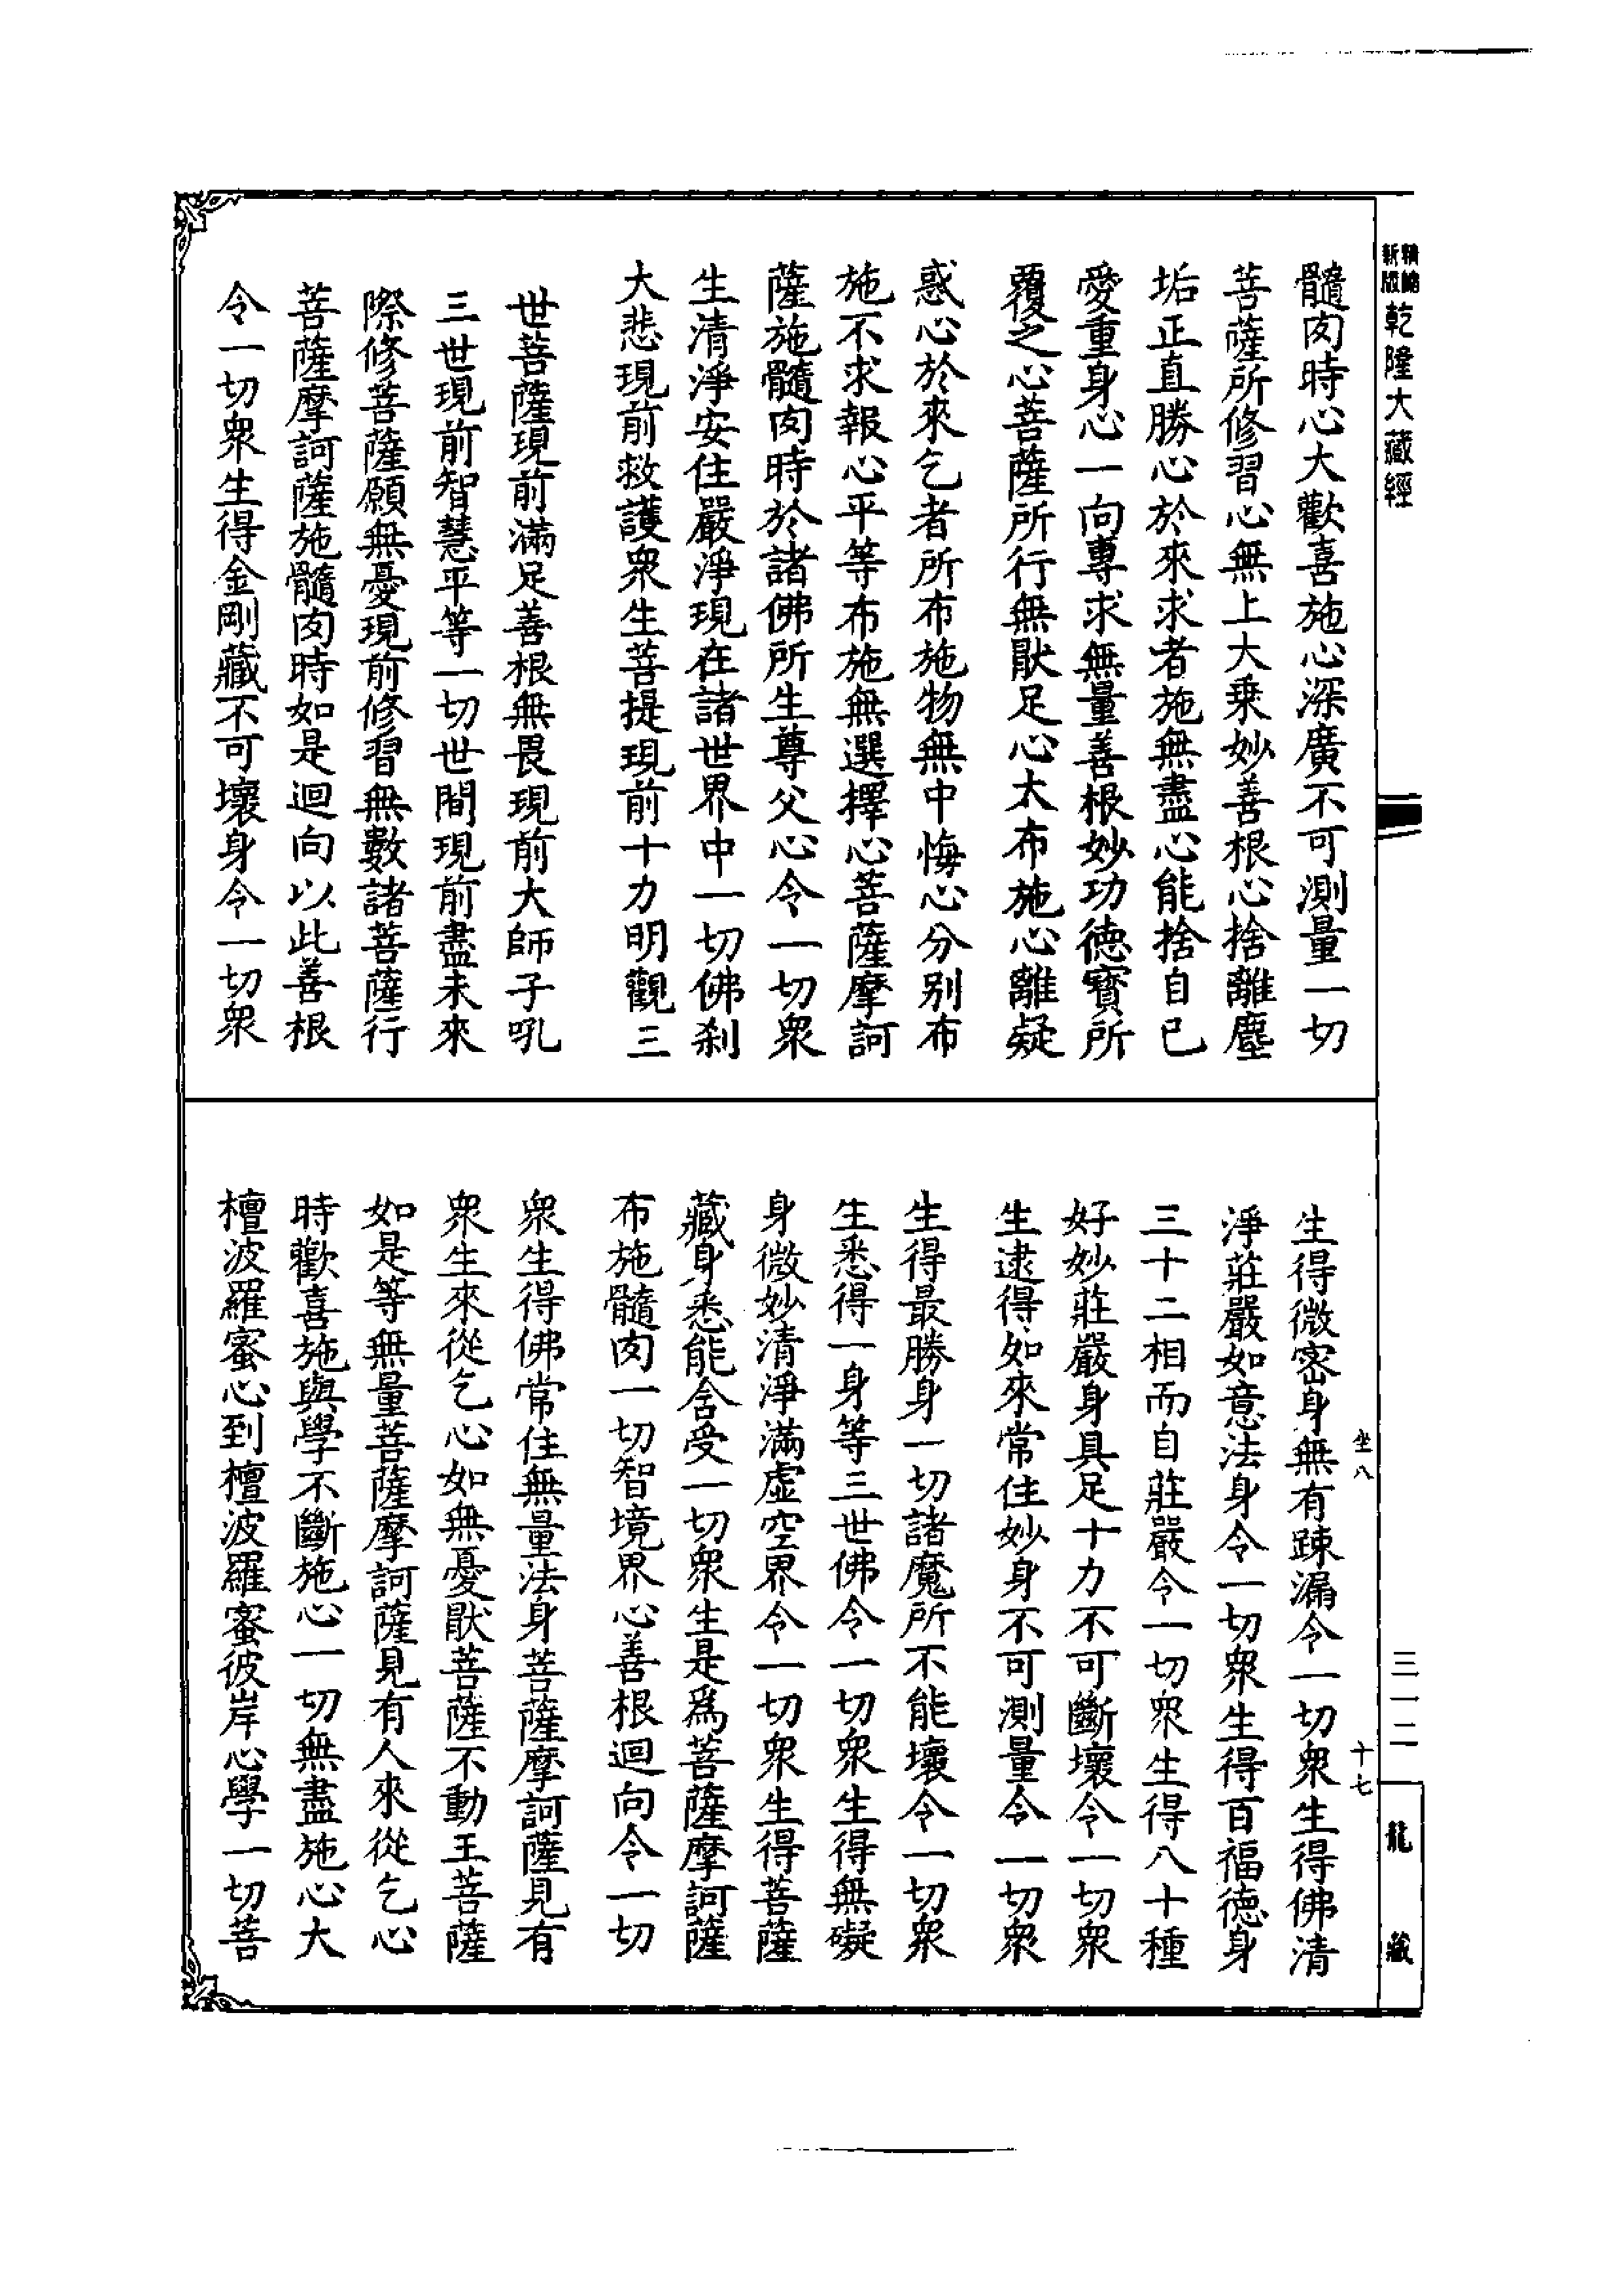 新版
精縮
乾隆大藏經
髓肉時心大歡喜施心深廣不可測量一切
菩薩所修習心無上大乗妙善根心捨離塵
垢正直勝心於來求者施無盡心能捨自已
愛重身心一向專求無量善根妙功德寳所
覆之心菩薩所行無猒足心太布施心離疑
惑心於來乞者所布施物無中悔心分别布
施不求報心平等布施無選擇心菩薩摩訶
薩施髓肉時於諸佛所生尊父心令一切衆
生清淨安住嚴淨現在諸世界中一切佛剎
大悲現前救護衆生菩提現前十力明觀三
世菩薩現前滿足善根無畏現前大師子吼
三世現前智慧平等一切世間現前盡未來
際修菩薩願無憂現前修習無數諸菩薩行
菩薩摩訶薩施髓肉時如是迴向以此善根
令一切衆生得金剛藏不可壞身令一切衆
生得微密身無有踈漏令一切衆生得佛清
淨莊嚴如意法身令一切衆生得百福德身
三十二相而自莊嚴令一切衆生得八十種
好妙莊嚴身具足十力不可斷壞令一切衆
生逮得如來常住妙身不可測量令一切衆
生得最勝身一切諸魔所不能壞令一切衆
生悉得一身等三世佛令一切衆生得無礙
身微妙清淨滿虛空界令一切衆生得菩薩
藏身悉能含受一切衆生是爲菩薩摩訶薩
布施髓肉一切智境界心善根迴向令一切
衆生得佛常住無量法身菩薩摩訶薩見有
衆生來從乞心如無憂猒菩薩不動王菩薩
如是等無量菩薩摩訶薩見有人來從乞心
時歡喜施與學不斷施心一切無盡施心大
檀波羅蜜心到檀波羅蜜彼岸心學一切菩
坐八
十七
三一二
龍藏